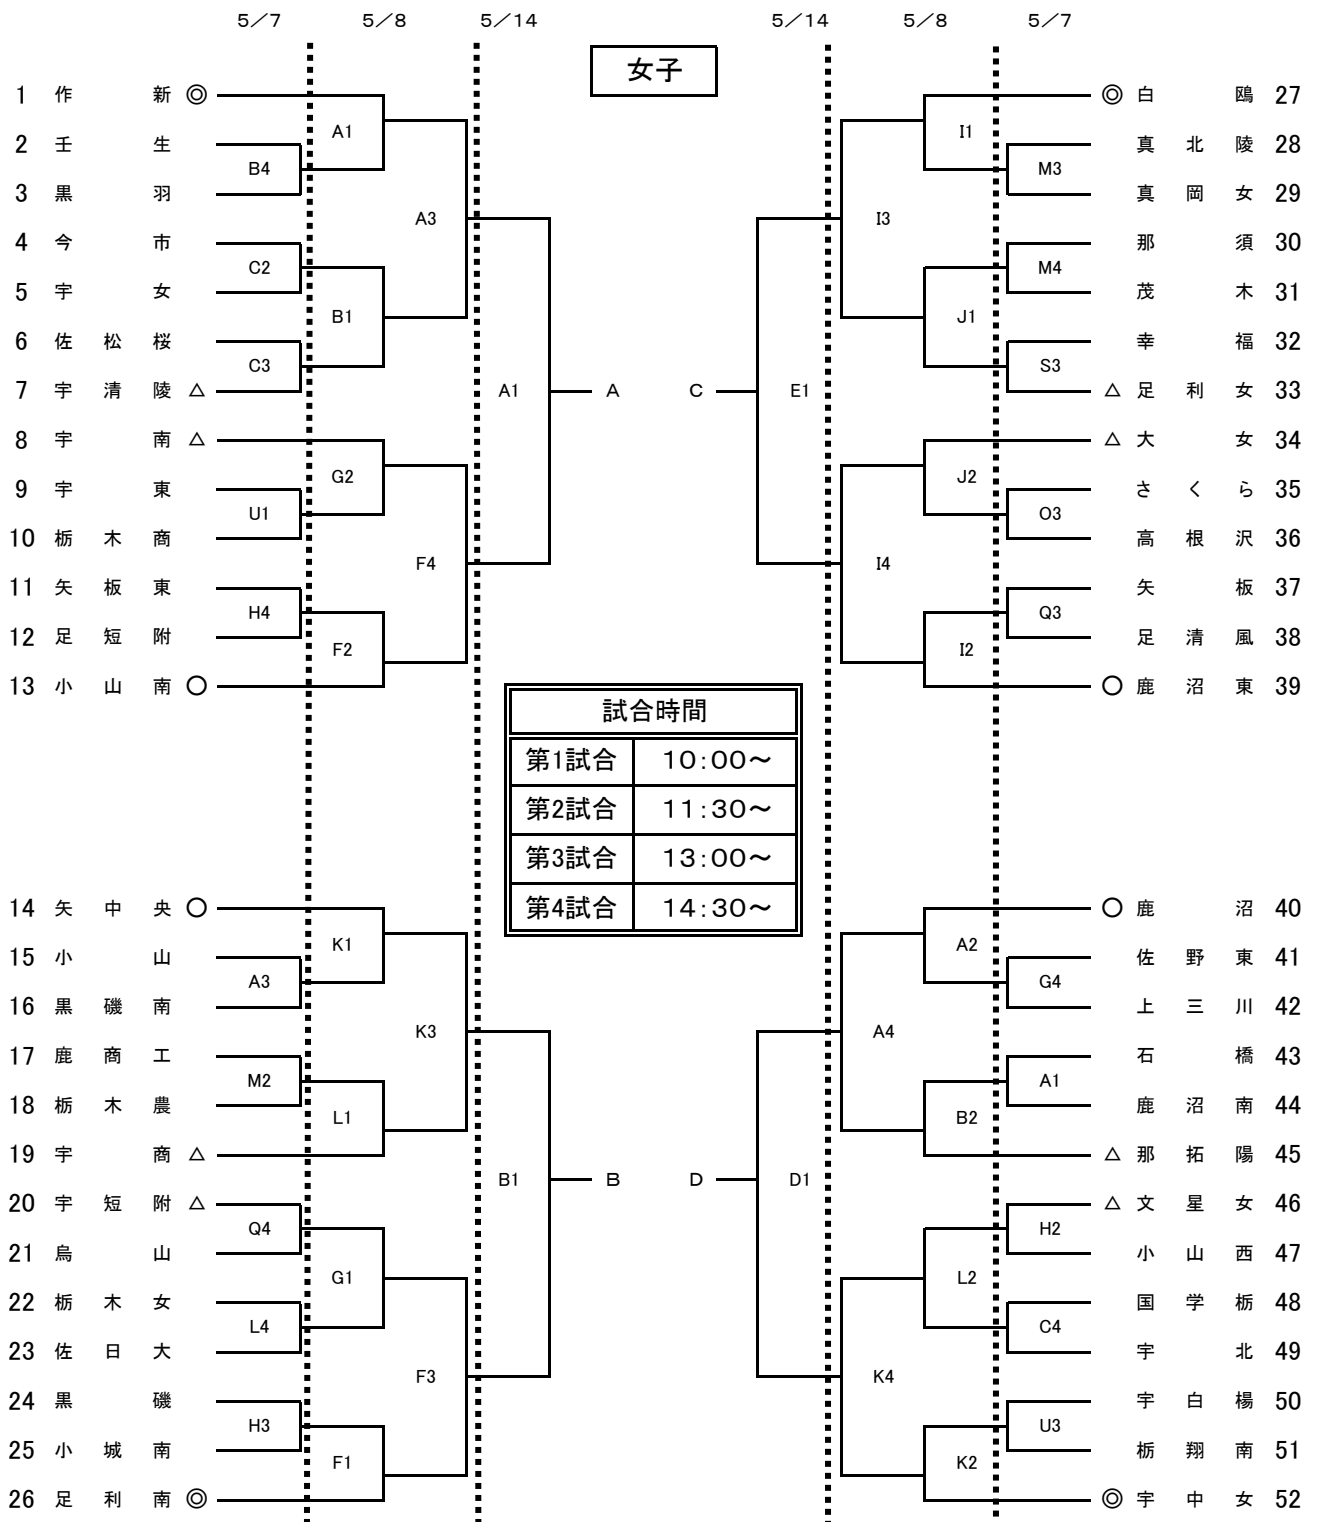 5/7 5/8 5/14 5/14 5/8 5/7
女子
1 作 新 ◎ ◎ 白 鴎 27
A1 I1
2 壬 生 真 北 陵 28
B4 M3
3 黒 羽 真 岡 女 29
A3 I3
4 今 市 那 須 30
C2 M4
5 宇 女 茂 木 31
B1 J1
6 佐 松 桜 幸 福 32
C3 S3
7 宇 清 陵 △ A1 A C E1 △ 足 利 女 33
8 宇 南 △ △ 大 女 34
G2 J2
9 宇 東 さ く ら 35
U1 O3
10 栃 木 商 高 根 沢 36
F4 I4
11 矢 板 東 矢 板 37
H4 Q3
12 足 短 附 足 清 風 38
F2 I2
13 小 山 南 ○ ○ 鹿 沼 東 39
試合時間
第1試合 10:00~
第2試合 11:30~
第3試合 13:00~
第4試合 14:30~
14 矢 中 央 ○ ○ 鹿 沼 40
K1 A2
15 小 山 佐 野 東 41
A3 G4
16 黒 磯 南 上 三 川 42
K3 A4
17 鹿 商 工 石 橋 43
M2 A1
18 栃 木 農 鹿 沼 南 44
L1 B2
19 宇 商 △ △ 那 拓 陽 45
B1 B D D1
20 宇 短 附 △ △ 文 星 女 46
Q4 H2
21 烏 山 小 山 西 47
G1 L2
22 栃 木 女 国 学 栃 48
L4 C4
23 佐 日 大 宇 北 49
F3 K4
24 黒 磯 宇 白 楊 50
H3 U3
25 小 城 南 栃 翔 南 51
F1 K2
26 足 利 南 ◎ ◎ 宇 中 女 52